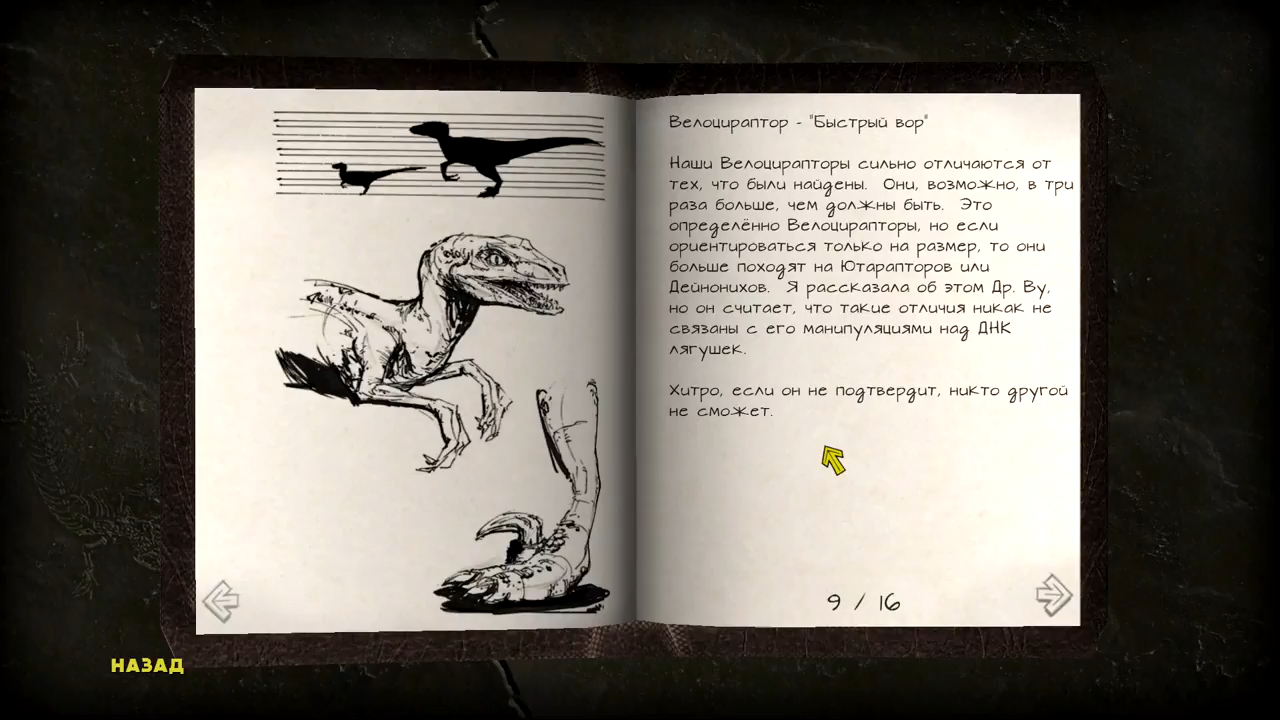 Велоцираптор - "Быстрый вор"
Наши Велоцирапторы сильно отличаются от
тех, что были найдены.  Они, возможно, в три
раза больше, чем должны быть.  Это
определённо Велоцирапторы, но если
ориентироваться только на размер, то они
больше походят на Ютарапторов или
Дейнонихов.  Я рассказала об этом Др. Ву,
но он считает, что такие отличия никак не
связаны с его манипуляциями над ДНК
лягушек.
Хитро, если он не подтвердит, никто другой
не сможет.
9 / 16
НАЗАД